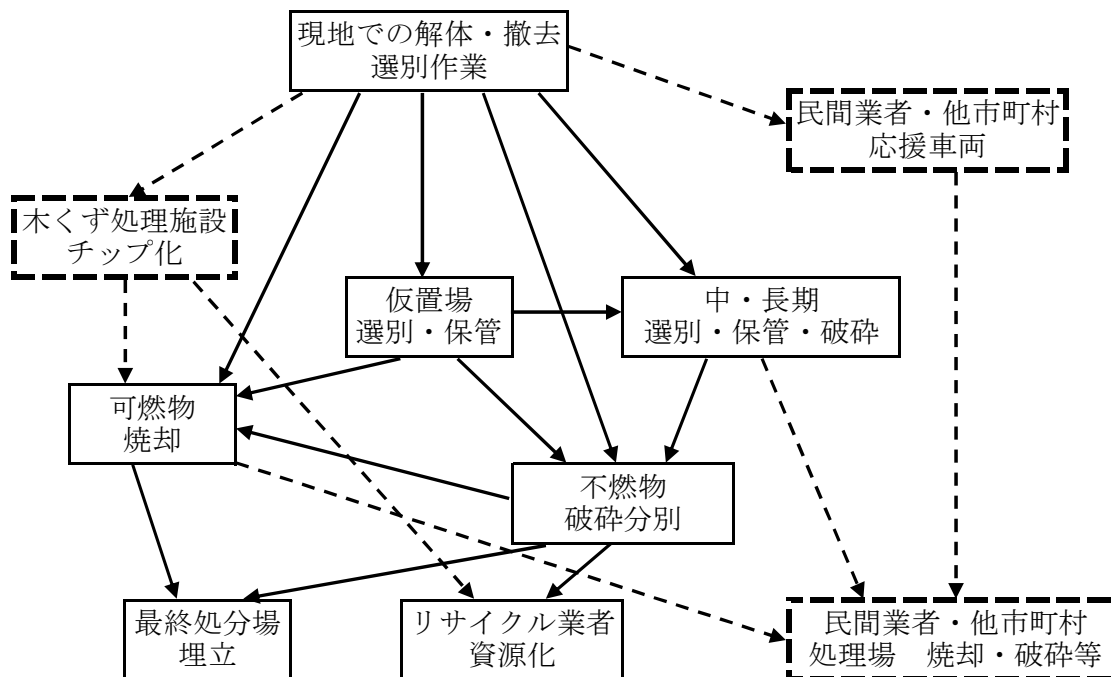 現地での解体・撤去
選別作業
民間業者・他市町村
応援車両
木くず処理施設
チップ化
仮置場
選別・保管
中・長期
選別・保管・破砕
可燃物
焼却
不燃物
破砕分別
最終処分場
埋立
リサイクル業者
資源化
民間業者・他市町村
処理場　焼却・破砕等